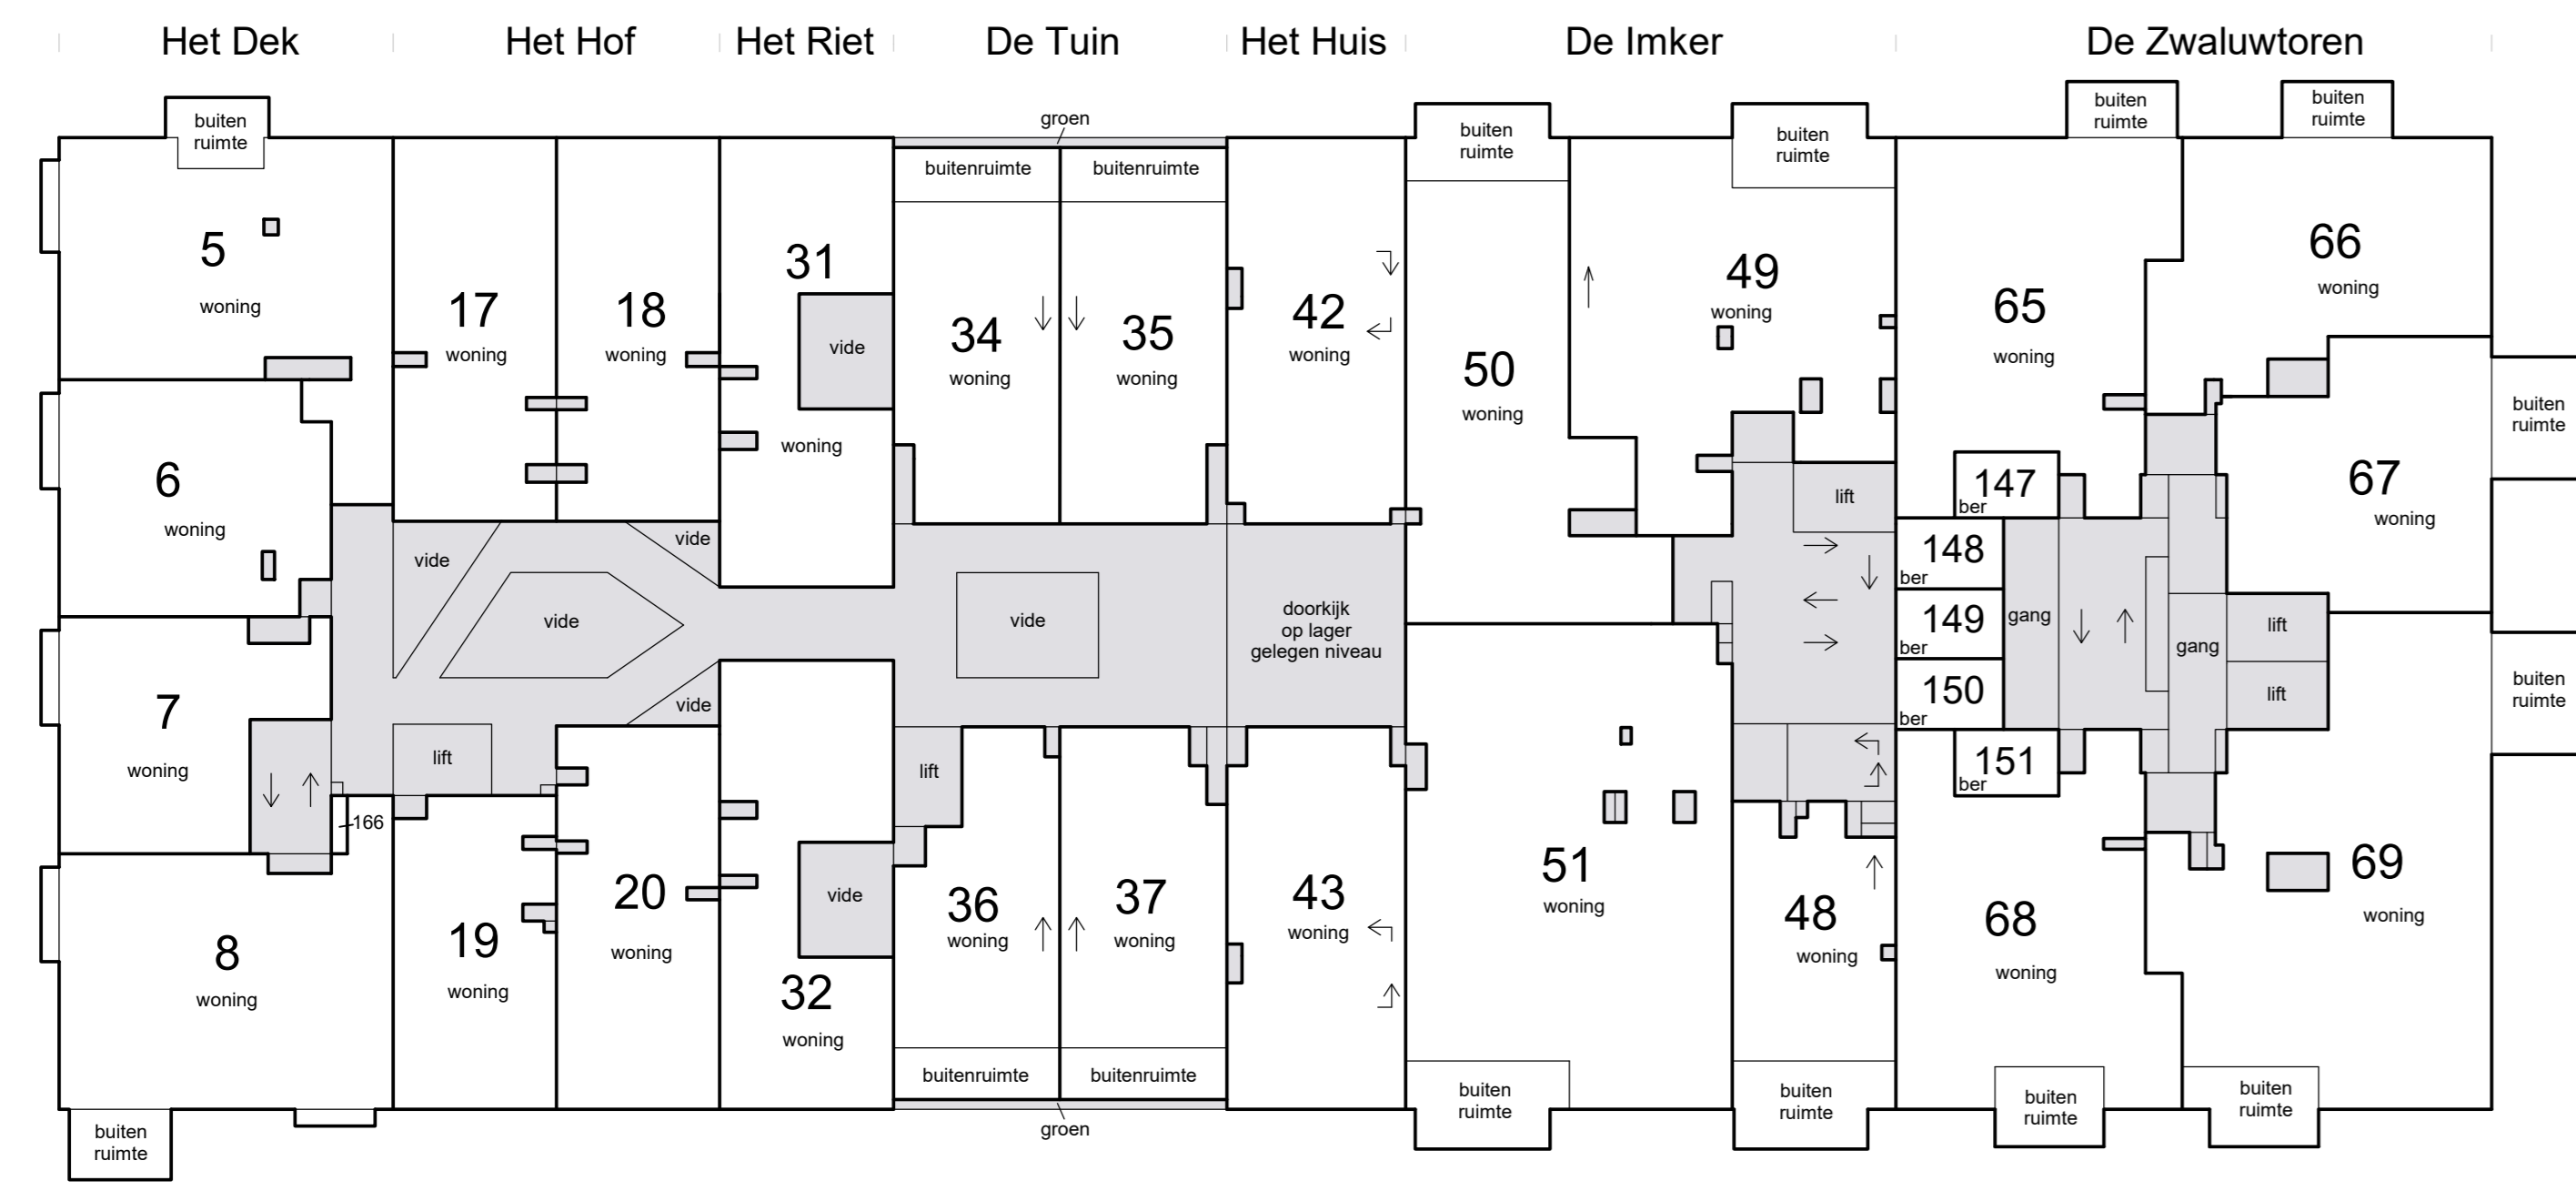 Het Dek
Het Hof
Het Riet
De Tuin
Het Huis
De Imker
De Zwaluwtoren
buiten
ruimte
5
woning
6
woning
7
woning
166
8
woning
buiten
ruimte
17
woning
18
woning
vide
vide
vide
vide
lift
19
woning
20
woning
31
vide
woning
vide
32
woning
groen
buitenruimte
buitenruimte
34
woning
35
woning
vide
lift
36
woning
37
woning
buitenruimte
buitenruimte
groen
42
woning
doorkijk
op lager
gelegen niveau
43
woning
buiten
ruimte
buiten
ruimte
50
woning
49
woning
lift
51
woning
48
woning
buiten
ruimte
buiten
ruimte
buiten
ruimte
buiten
ruimte
65
woning
66
woning
67
woning
buiten
ruimte
147
ber
148
ber
149
ber
150
ber
151
ber
gang
gang
lift
lift
buiten
ruimte
68
woning
69
woning
buiten
ruimte
buiten
ruimte